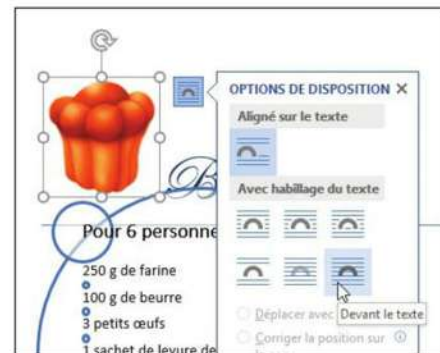 OPTIONS DE DISPOSITION ×
Aligné sur le texte
B
Avec habillage du texte
Pour 6 personne
250 g de farine
100 g de beurre
Déplacer avec
Devant le texte
3 petits œufs
Corriger la position sur
1 sachet de levure de